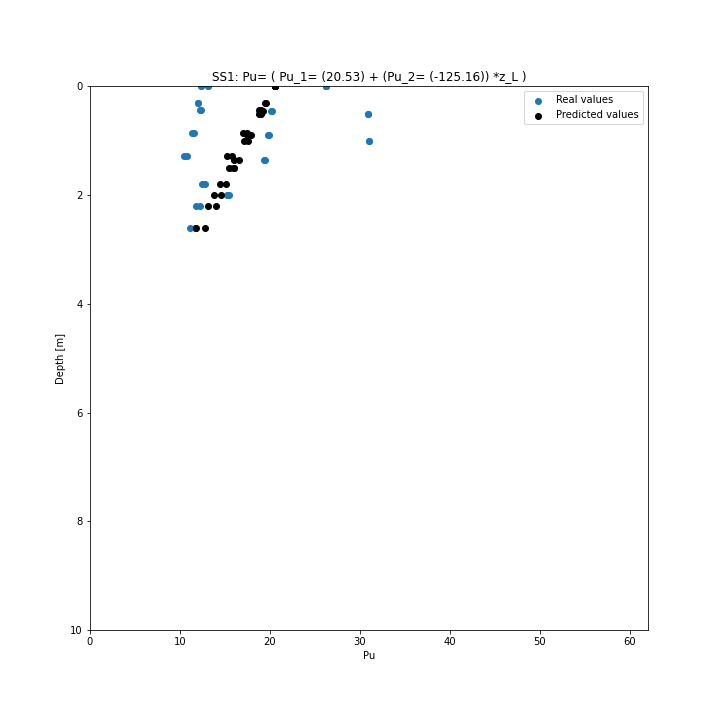 SS1: Pu= ( Pu_1= (20.53) + (Pu_2= (-125.16)) *z_L )
Real values
Predicted values
Depth [m]
0
2
4
6
8
10
0 10 20 30 40 50 60
Pu